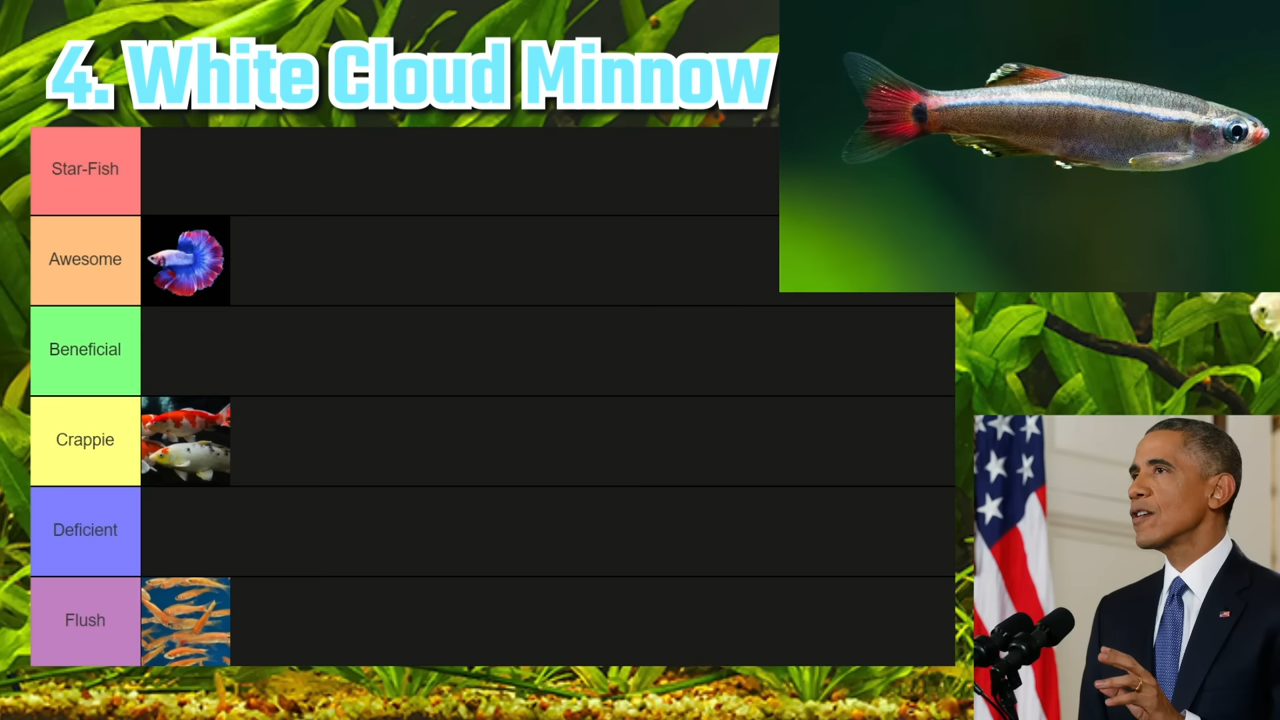 4. White Cloud Minnow
Star-Fish
Awesome
Beneficial
Crappie
Deficient
Flush